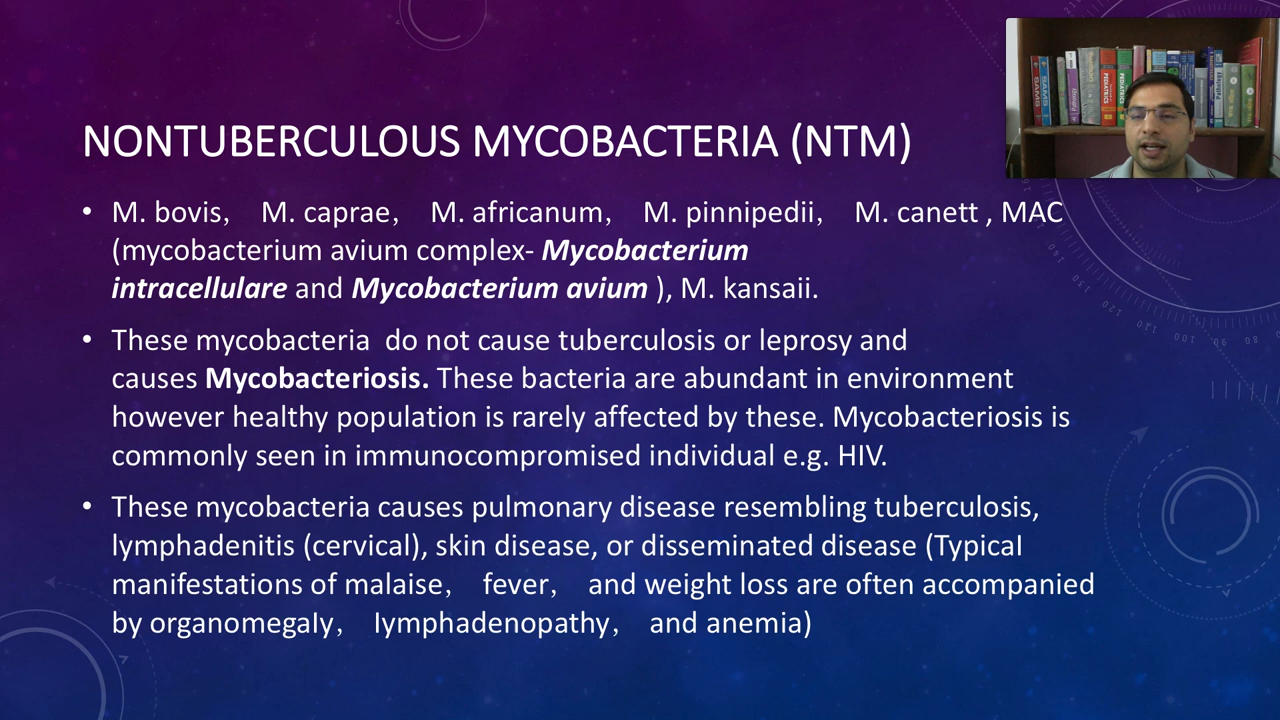 NONTUBERCULOUS MYCOBACTERIA (NTM)
• M. bovis， M. caprae， M. africanum， M. pinnipedii， M. canett , MAC
(mycobacterium avium complex- Mycobacterium
intracellulare and Mycobacterium avium ), M. kansaii.
• These mycobacteria do not cause tuberculosis or leprosy and
causes Mycobacteriosis. These bacteria are abundant in environment
however healthy population is rarely affected by these. Mycobacteriosis is
commonly seen in immunocompromised individual e.g. HIV.
• These mycobacteria causes pulmonary disease resembling tuberculosis,
lymphadenitis (cervical), skin disease, or disseminated disease (Typical
manifestations of malaise， fever， and weight loss are often accompanied
by organomegaly， lymphadenopathy， and anemia)
SAMS
SAMS
PEDIATRICS
PEDIATRICS